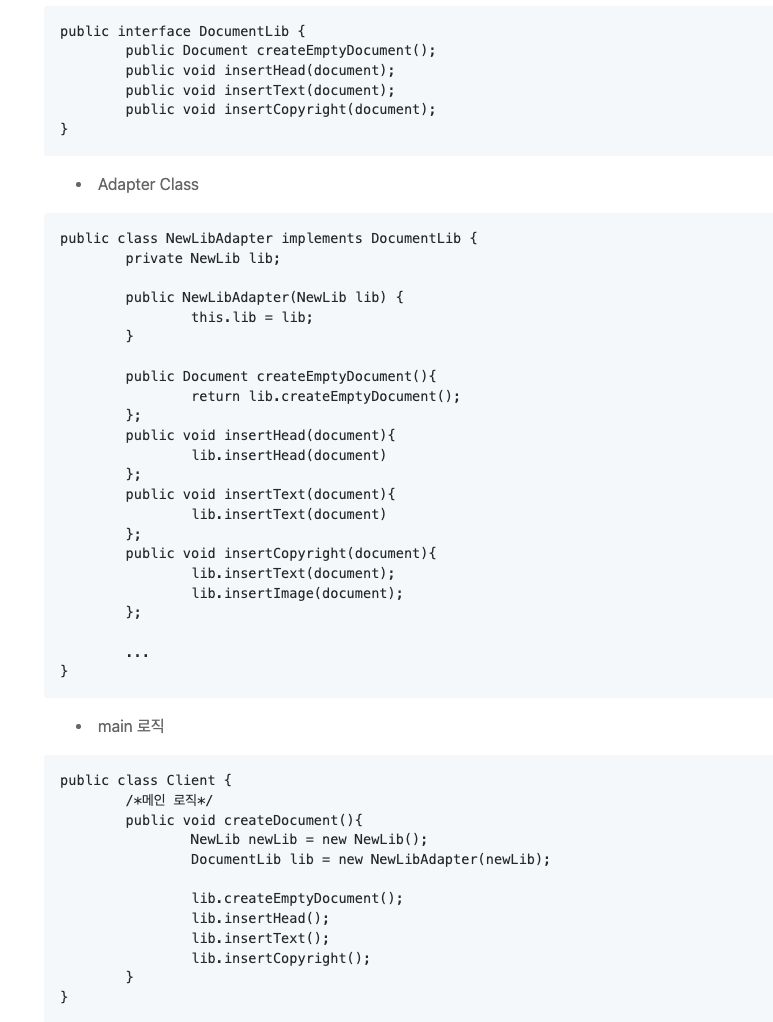 public interface DocumentLib {
public Document createEmptyDocument();
public void insertHead(document);
public void insertText(document);
public void insertCopyright(document);
}
• Adapter Class
public class NewLibAdapter implements DocumentLib {
private NewLib lib;
public NewLibAdapter(NewLib lib) {
this.lib = lib;
}
public Document createEmptyDocument(){
return lib.createEmptyDocument();
};
public void insertHead(document){
lib.insertHead(document)
};
public void insertText(document){
lib.insertText(document)
};
public void insertCopyright(document){
lib.insertText(document);
lib.insertImage(document);
};
...
}
• main 로직
public class Client {
/*메인 로직*/
public void createDocument(){
NewLib newLib = new NewLib();
DocumentLib lib = new NewLibAdapter(newLib);
lib.createEmptyDocument();
lib.insertHead();
lib.insertText();
lib.insertCopyright();
}
}